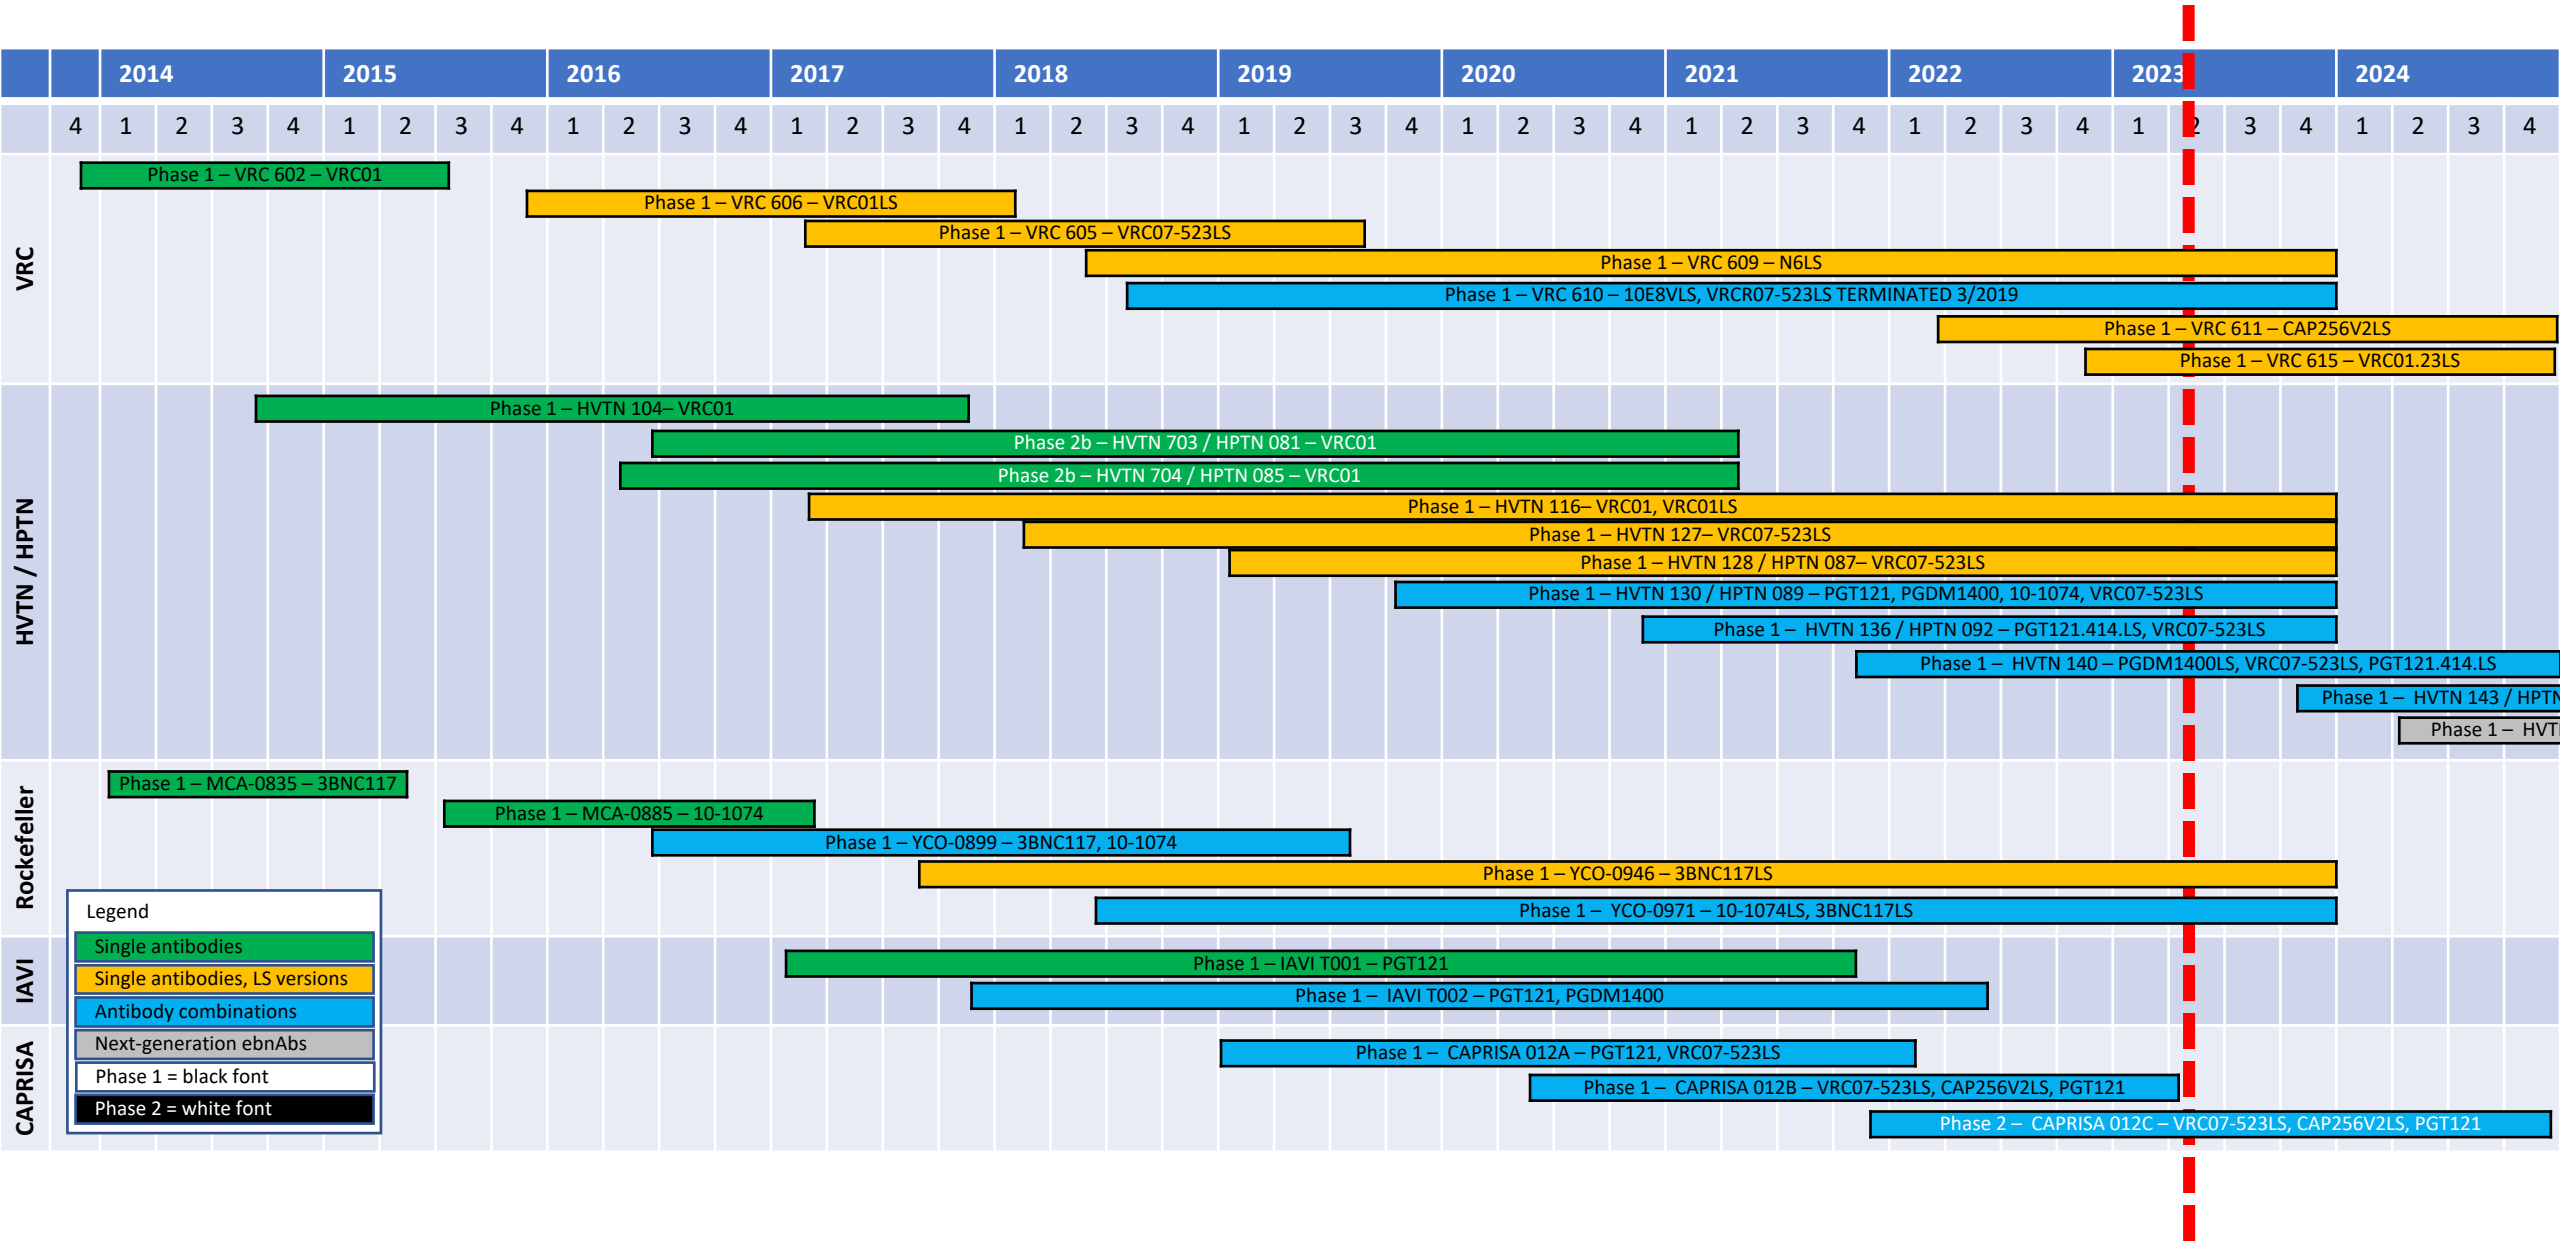 2014 2015 2016 2017 2018 2019 2020 2021 2022 2023 2024
4 1 2 3 4 1 2 3 4 1 2 3 4 1 2 3 4 1 2 3 4 1 2 3 4 1 2 3 4 1 2 3 4 1 2 3 4 1 2 3 4 1 2 3 4
VRC
Phase 1 – VRC 602 – VRC01
Phase 1 – VRC 606 – VRC01LS
Phase 1 – VRC 605 – VRC07-523LS
Phase 1 – VRC 609 – N6LS
Phase 1 – VRC 610 – 10E8VLS, VRCR07-523LS TERMINATED 3/2019
Phase 1 – VRC 611 – CAP256V2LS
Phase 1 – VRC 615 – VRC01.23LS
HVTN / HPTN
Phase 1 – HVTN 104– VRC01
Phase 2b – HVTN 703 / HPTN 081 – VRC01
Phase 2b – HVTN 704 / HPTN 085 – VRC01
Phase 1 – HVTN 116– VRC01, VRC01LS
Phase 1 – HVTN 127– VRC07-523LS
Phase 1 – HVTN 128 / HPTN 087– VRC07-523LS
Phase 1 – HVTN 130 / HPTN 089 – PGT121, PGDM1400, 10-1074, VRC07-523LS
Phase 1 – HVTN 136 / HPTN 092 – PGT121.414.LS, VRC07-523LS
Phase 1 – HVTN 140 – PGDM1400LS, VRC07-523LS, PGT121.414.LS
Phase 1 – HVTN 143 / HPTN
Phase 1 – HVT
Rockefeller
Phase 1 – MCA-0835 – 3BNC117
Phase 1 – MCA-0885 – 10-1074
Phase 1 – YCO-0899 – 3BNC117, 10-1074
Phase 1 – YCO-0946 – 3BNC117LS
Phase 1 – YCO-0971 – 10-1074LS, 3BNC117LS
IAVI
Phase 1 – IAVI T001 – PGT121
Phase 1 – IAVI T002 – PGT121, PGDM1400
CAPRISA
Phase 1 – CAPRISA 012A – PGT121, VRC07-523LS
Phase 1 – CAPRISA 012B – VRC07-523LS, CAP256V2LS, PGT121
Phase 2 – CAPRISA 012C – VRC07-523LS, CAP256V2LS, PGT121
Legend
Single antibodies
Single antibodies, LS versions
Antibody combinations
Next-generation ebnAbs
Phase 1 = black font
Phase 2 = white font